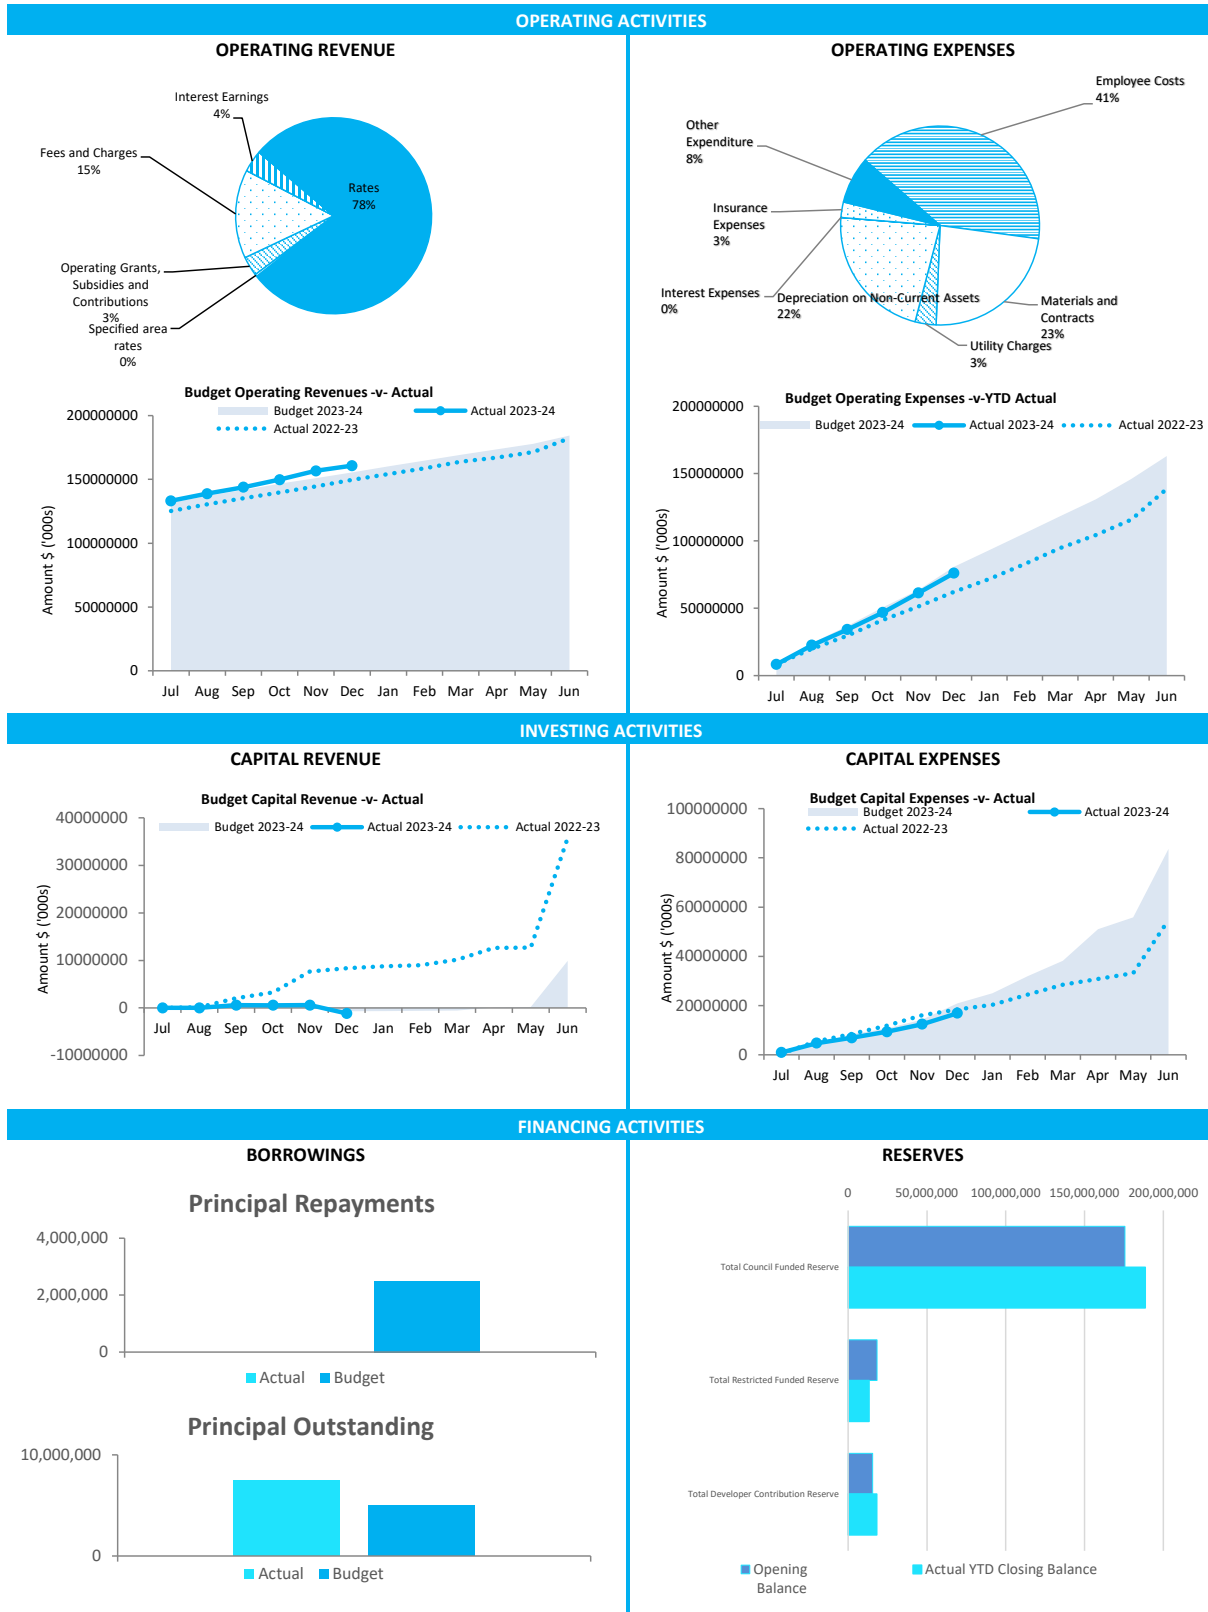 OPERATING ACTIVITIES
OPERATING REVENUE
Interest Earnings
4%
Fees and Charges
15%
Rates
78%
Operating Grants,
Subsidies and
Contributions
3%
Specified area
rates
0%
OPERATING EXPENSES
Employee Costs
41%
Other
Expenditure
8%
Insurance
Expenses
3%
Interest Expenses
0%
Depreciation on Non-Current Assets
22%
Materials and
Contracts
23%
Utility Charges
3%
Budget Operating Revenues -v- Actual
Budget 2023-24
Actual 2023-24
Actual 2022-23
Amount $ ('000s)
200000000
150000000
100000000
50000000
0
Jul Aug Sep Oct Nov Dec Jan Feb Mar Apr May Jun
Budget Operating Expenses -v-YTD Actual
Budget 2023-24
Actual 2023-24
Actual 2022-23
Amount $ ('000s)
200000000
150000000
100000000
50000000
0
Jul Aug Sep Oct Nov Dec Jan Feb Mar Apr May Jun
INVESTING ACTIVITIES
CAPITAL REVENUE
Budget Capital Revenue -v- Actual
Budget 2023-24
Actual 2023-24
Actual 2022-23
Amount $ ('000s)
40000000
30000000
20000000
10000000
0
-10000000
Jul Aug Sep Oct Nov Dec Jan Feb Mar Apr May Jun
CAPITAL EXPENSES
Budget Capital Expenses -v- Actual
Budget 2023-24
Actual 2023-24
Actual 2022-23
Amount $ ('000s)
100000000
80000000
60000000
40000000
20000000
0
Jul Aug Sep Oct Nov Dec Jan Feb Mar Apr May Jun
FINANCING ACTIVITIES
BORROWINGS
Principal Repayments
4,000,000
2,000,000
0
Actual
Budget
Principal Outstanding
10,000,000
0
Actual
Budget
RESERVES
0 50,000,000 100,000,000 150,000,000 200,000,000
Total Council Funded Reserve
Total Restricted Funded Reserve
Total Developer Contribution Reserve
Opening
Balance
Actual YTD Closing Balance